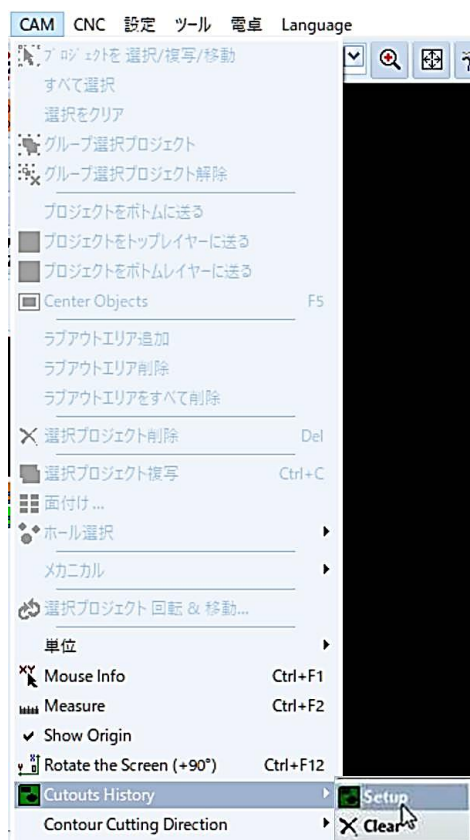 CAM CNC 設定 ツール 電卓 Language
プロジェクトを 選択/複写/移動
すべて選択
選択をクリア
グループ選択プロジェクト
グループ選択プロジェクト解除
プロジェクトをボトムに送る
プロジェクトをトップレイヤーに送る
プロジェクトをボトムレイヤーに送る
Center Objects F5
ラブアウトエリア追加
ラブアウトエリア削除
ラブアウトエリアをすべて削除
選択プロジェクト削除 Del
選択プロジェクト複写 Ctrl+C
面付け ...
ホール選択
メカニカル
選択プロジェクト 回転 & 移動...
単位
Mouse Info Ctrl+F1
Measure Ctrl+F2
Show Origin
Rotate the Screen (+90°) Ctrl+F12
Cutouts History
Setup
Clear
Contour Cutting Direction